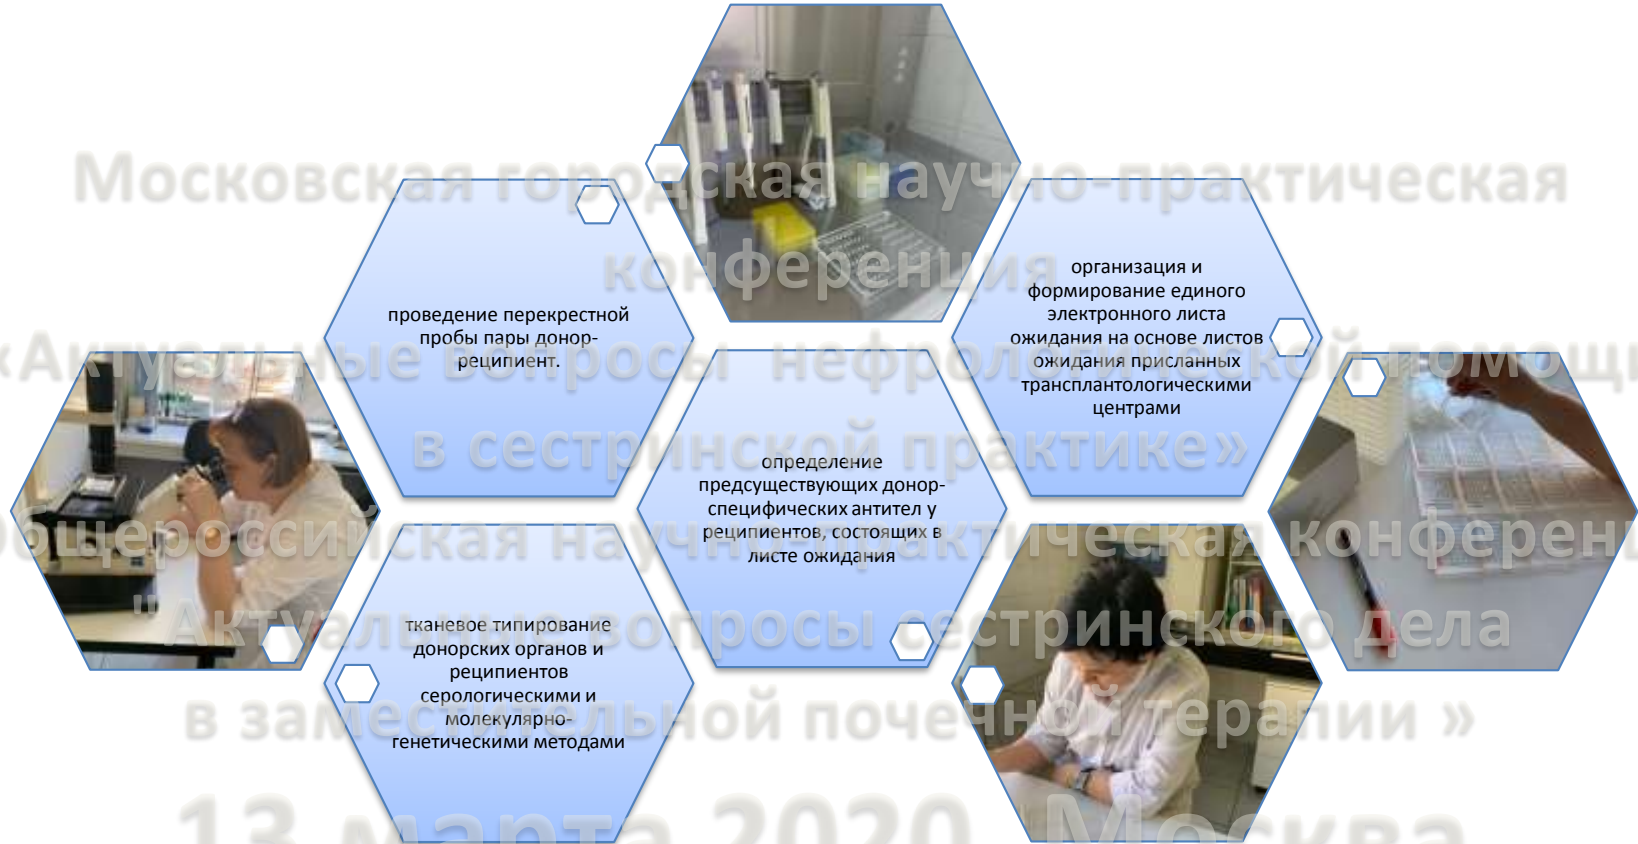 Московская городская научно-практическая
конференция
«Актуальные вопросы нефрологической помощи
в сестринской практике»
Общероссийская научно-практическая конференц
"Актуальные вопросы сестринского дела
в заместительной почечной терапии »
13 марта 2020 Москва
проведение перекрестной
пробы пары донор-
реципиент.
организация и
формирование единого
электронного листа
ожидания на основе листов
ожидания присланных
трансплантологическими
центрами
определение
предсуществующих донор-
специфических антител у
реципиентов, состоящих в
листе ожидания
тканевое типирование
донорских органов и
реципиентов
серологическими и
молекулярно-
генетическими методами